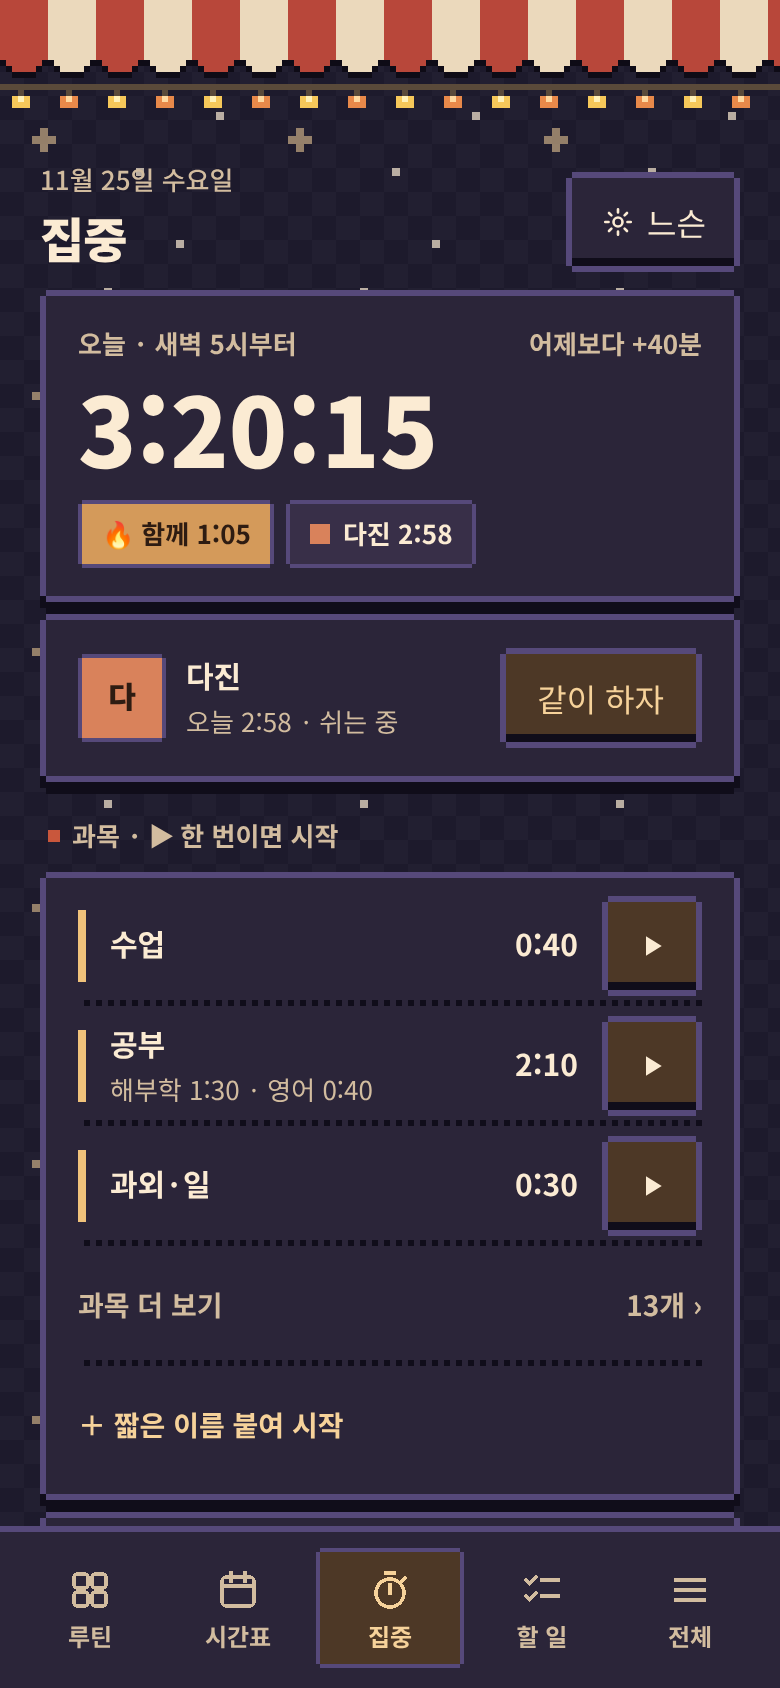 11월 25일 수요일
집중
느슨
오늘 · 새벽 5시부터
어제보다 +40분
3:20:15
🔥 함께 1:05
다진 2:58
다
다진
오늘 2:58 · 쉬는 중
같이 하자
과목 · ▶ 한 번이면 시작
수업
0:40
공부
해부학 1:30 · 영어 0:40
2:10
과외·일
0:30
과목 더 보기
13개 ›
+ 짧은 이름 붙여 시작
루틴
시간표
집중
할 일
전체